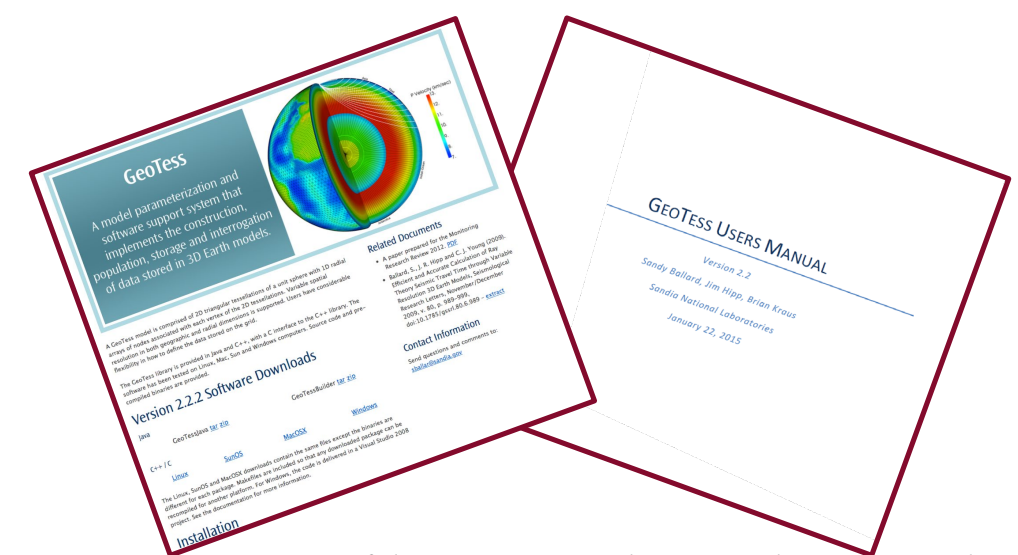 GeoTess
A model parameterization and
software support system that
implements the construction,
population, storage and interrogation
of data stored in 3D Earth models.
P Velocity (km/sec)
A GeoTess model is comprised of 2D triangular tessellations of a unit sphere with 1D radial
arrays of nodes associated with each vertex of the 2D tessellations. Variable spatial
resolution in both geographic and radial dimensions is supported. Users have considerable
flexibility in how to define the data stored on the grid.
The GeoTess library is provided in Java and C++, with a C interface to the C++ library. The
software has been tested on Linux, Mac, Sun and Windows computers. Source code and pre-
compiled binaries are provided.
Version 2.2.2 Software Downloads
Java
GeoTessJava tar zip
GeoTessBuilder tar zip
C++ / C
Linux
SunOS
MacOSX
Windows
The Linux, SunOS and MacOSX downloads contain the same files except the binaries are
different for each package. Makefiles are included so that any downloaded package can be
recompiled for another platform. For Windows, the code is delivered in a Visual Studio 2008
project. See the documentation for more information.
Installation
Related Documents
A paper prepared for the Monitoring
Research Review 2012. PDF
Ballard, S., J. R. Hipp and C. J. Young (2009).
Efficient and Accurate Calculation of Ray
Theory Seismic Travel Time through Variable
Resolution 3D Earth Models, Seismological
Research Letters, November/December
2009, v. 80, p. 989-999,
doi:10.1785/gssrl.80.6.989 - extract
Contact Information
Send questions and comments to:
sballar@sandia.gov
GEOTESS USERS MANUAL
Version 2.2
Sandy Ballard, Jim Hipp, Brian Kraus
Sandia National Laboratories
January 22, 2015